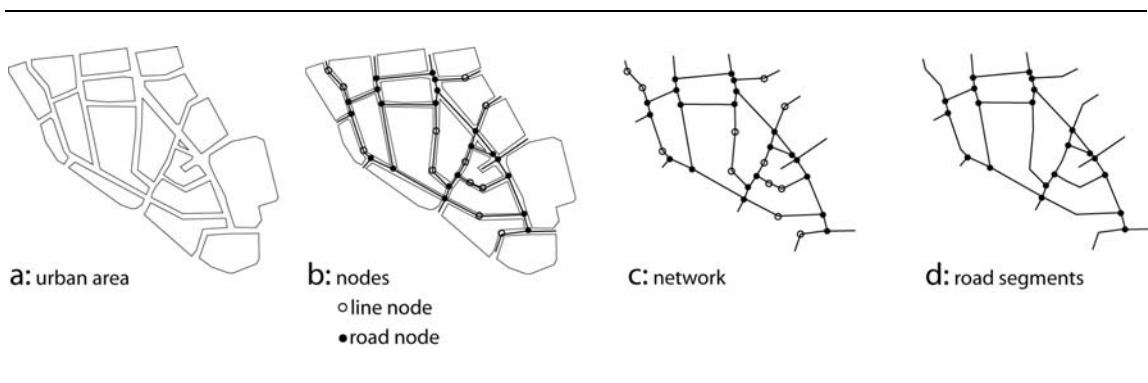 a: urban area
b: nodes
line node
road node
c: network
d: road segments